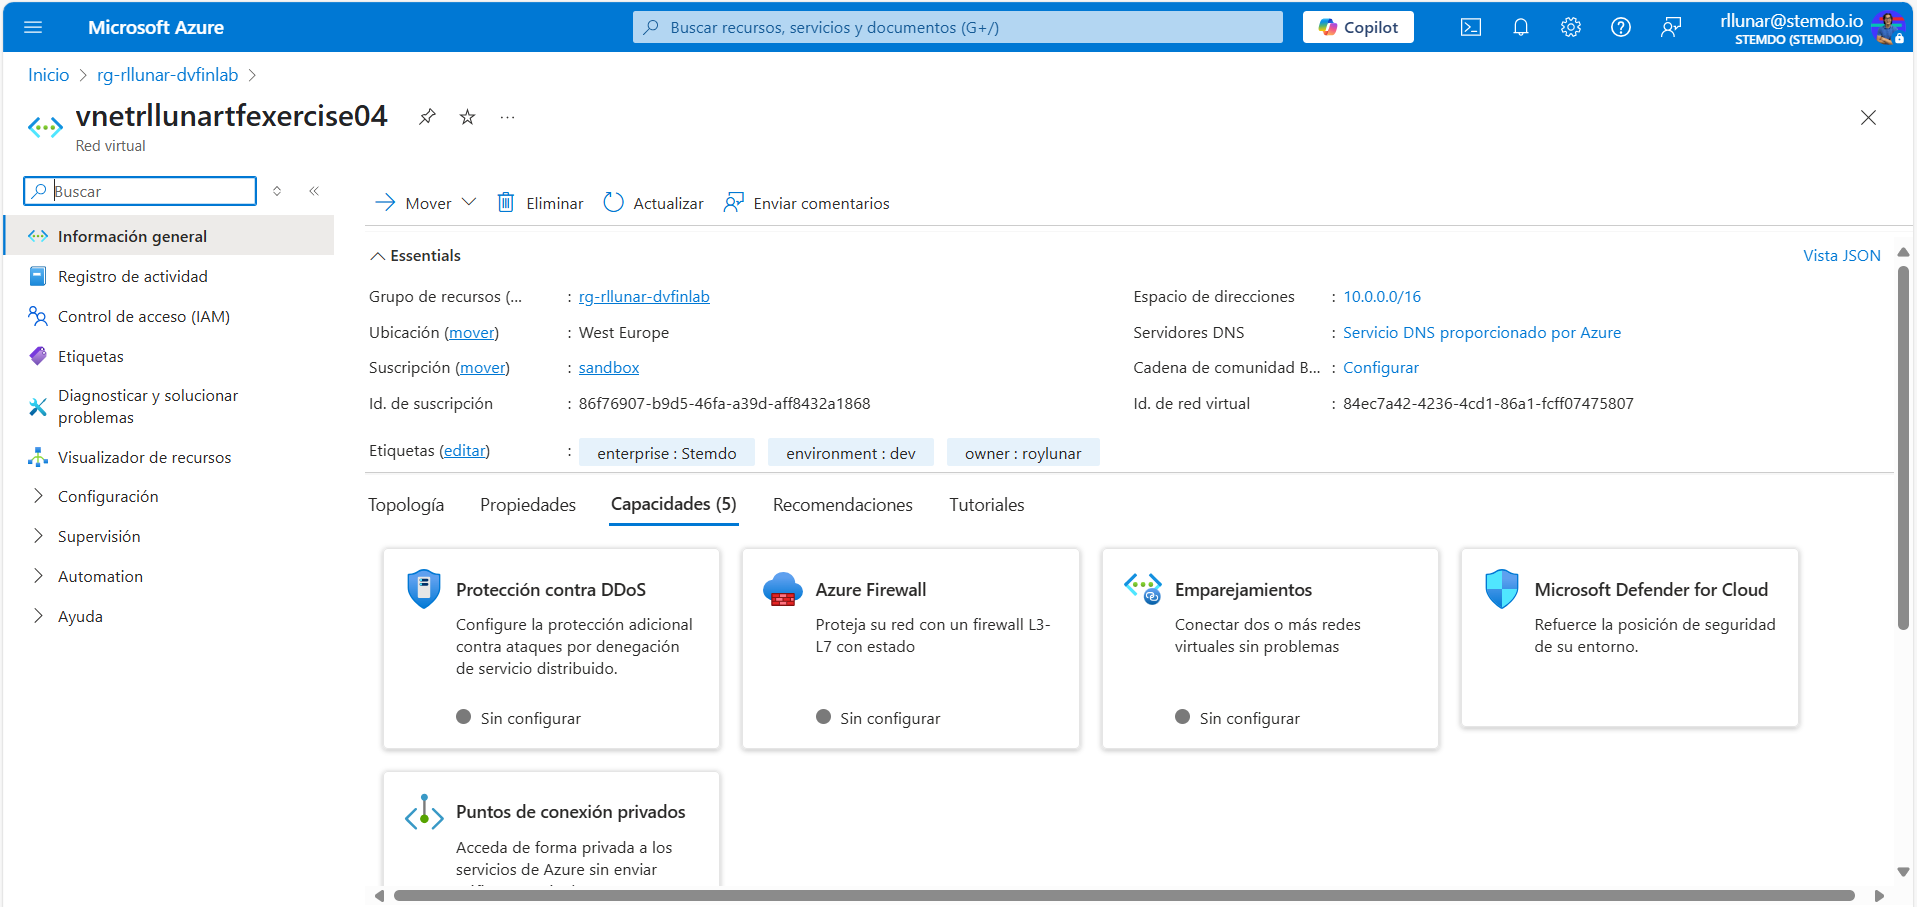 Microsoft Azure
Buscar recursos, servicios y documentos (G+/)
Copilot
rllunar@stemdo.io
STEMDO (STEMDO.IO)
Inicio > rg-rllunar-dvfinlab >
vnetrllunartfexercise04
Red virtual
Buscar
Información general
Registro de actividad
Control de acceso (IAM)
Etiquetas
Diagnosticar y solucionar
problemas
Visualizador de recursos
Configuración
Supervisión
Automation
Ayuda
Mover
Eliminar
Actualizar
Enviar comentarios
Essentials
Vista JSON
Grupo de recursos (... : rg-rllunar-dvfinlab
Ubicación (mover) : West Europe
Suscripción (mover) : sandbox
Id. de suscripción : 86f76907-b9d5-46fa-a39d-aff8432a1868
Espacio de direcciones : 10.0.0.0/16
Servidores DNS : Servicio DNS proporcionado por Azure
Cadena de comunidad B... : Configurar
Id. de red virtual : 84ec7a42-4236-4cd1-86a1-fcff07475807
Etiquetas (editar) : enterprise : Stemdo environment : dev owner : roylunar
Topología
Propiedades
Capacidades (5)
Recomendaciones
Tutoriales
Protección contra DDoS
Configure la protección adicional
contra ataques por denegación
de servicio distribuido.
Sin configurar
Azure Firewall
Proteja su red con un firewall L3-
L7 con estado
Sin configurar
Emparejamientos
Conectar dos o más redes
virtuales sin problemas
Sin configurar
Microsoft Defender for Cloud
Refuerce la posición de seguridad
de su entorno.
Puntos de conexión privados
Acceda de forma privada a los
servicios de Azure sin enviar